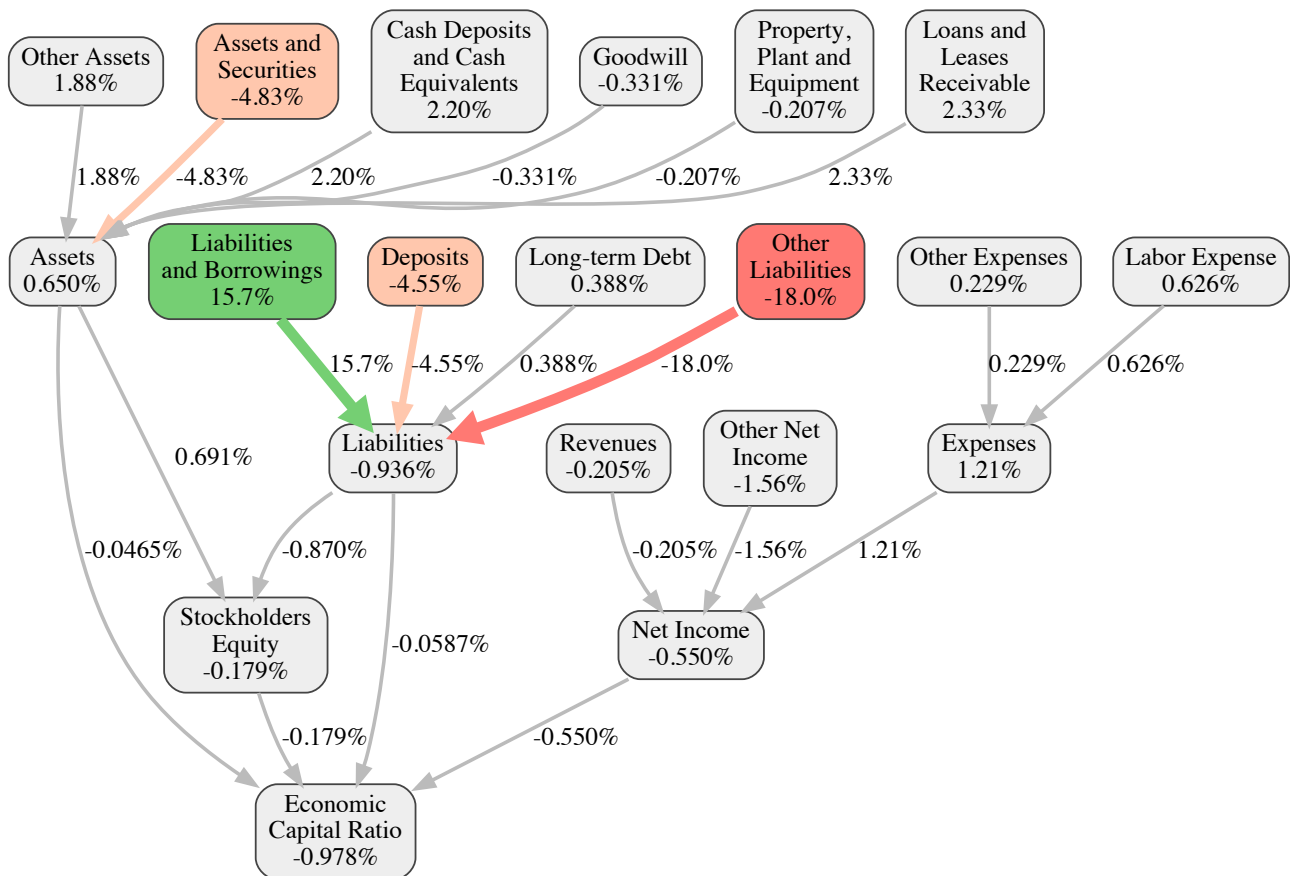 Other Assets
1.88%
Assets and
Securities
-4.83%
Cash Deposits
and Cash
Equivalents
2.20%
Goodwill
-0.331%
Property,
Plant and
Equipment
-0.207%
Loans and
Leases
Receivable
2.33%
1.88%
-4.83%
2.20%
-0.331%
-0.207%
2.33%
Assets
0.650%
Liabilities
and Borrowings
15.7%
Deposits
-4.55%
Long-term Debt
0.388%
Other
Liabilities
-18.0%
Other Expenses
0.229%
Labor Expense
0.626%
15.7%
-4.55%
0.388%
-18.0%
0.229%
0.626%
Liabilities
-0.936%
Revenues
-0.205%
Other Net
Income
-1.56%
Expenses
1.21%
0.691%
-0.0465%
-0.870%
-0.205%
-1.56%
1.21%
Stockholders
Equity
-0.179%
-0.0587%
Net Income
-0.550%
-0.179%
-0.550%
Economic
Capital Ratio
-0.978%